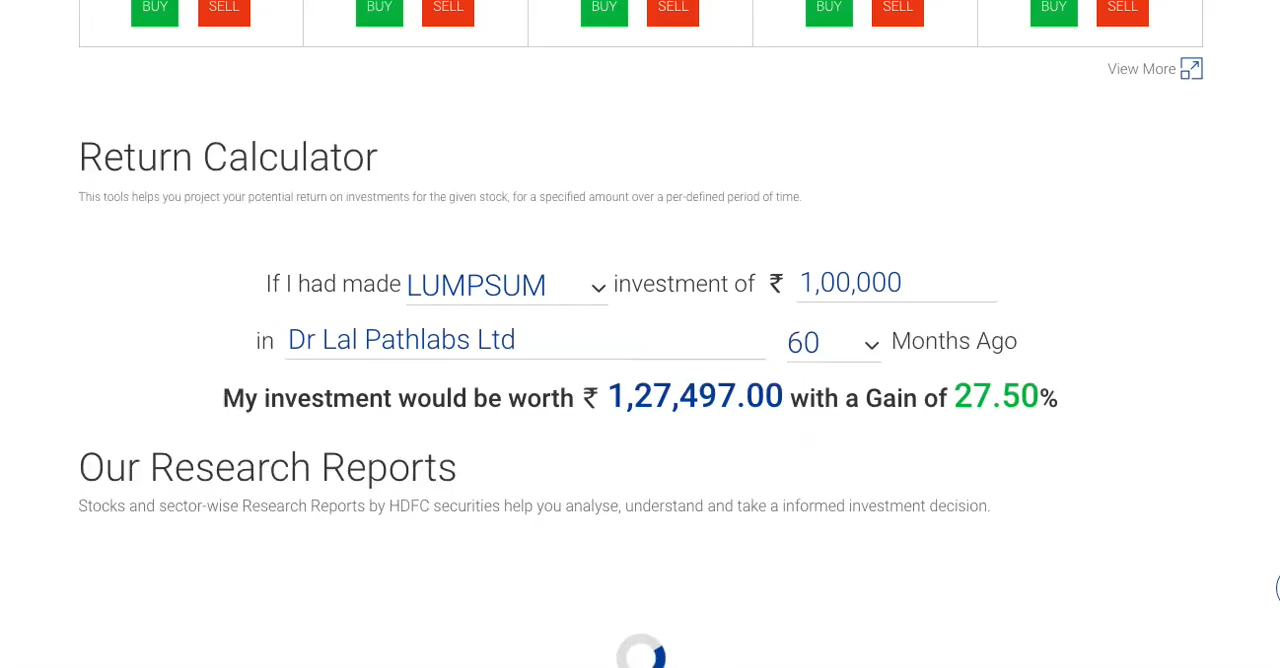 BUY SELL BUY SELL BUY SELL BUY SELL BUY SELL
View More
Return Calculator
This tools helps you project your potential return on investments for the given stock, for a specified amount over a per-defined period of time.
If I had made LUMPSUM investment of ₹ 1,00,000
in Dr Lal Pathlabs Ltd 60 Months Ago
My investment would be worth ₹ 1,27,497.00 with a Gain of 27.50%
Our Research Reports
Stocks and sector-wise Research Reports by HDFC securities help you analyse, understand and take a informed investment decision.